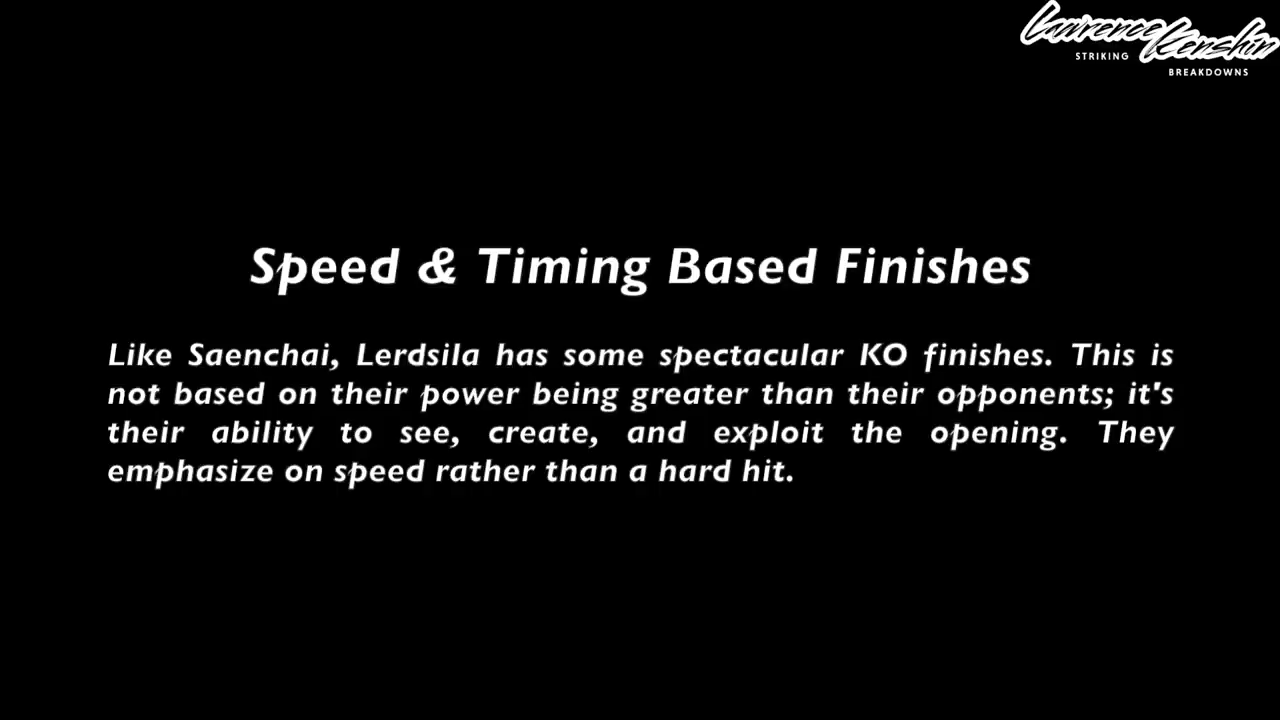 Lawrence Kenshin
STRIKING
BREAKDOWNS
Speed & Timing Based Finishes
Like Saenchai, Lerdsila has some spectacular KO finishes. This is
not based on their power being greater than their opponents; it's
their ability to see, create, and exploit the opening. They
emphasize on speed rather than a hard hit.